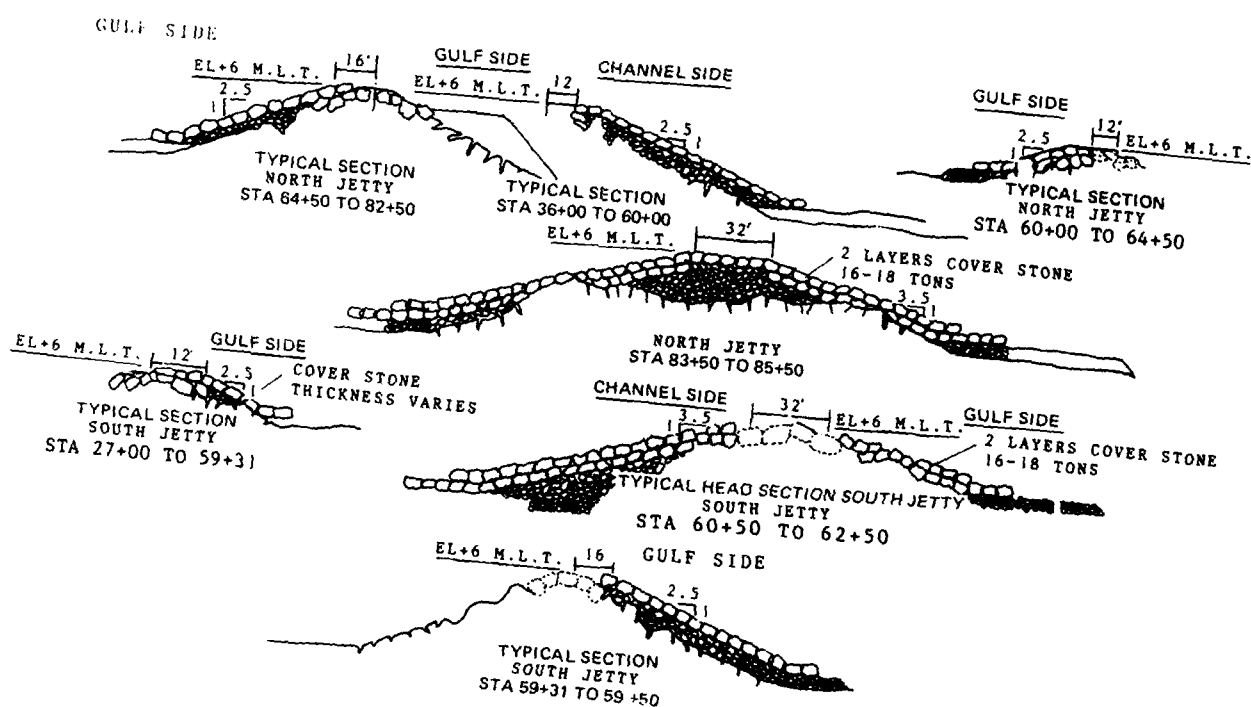 GULF SIDE
16'
EL+6 M.L.T.
2.5
1
TYPICAL SECTION
NORTH JETTY
STA 64+50 TO 82+50
GULF SIDE
EL+6 M.L.T.
12
CHANNEL SIDE
2.5
1
TYPICAL SECTION
STA 36+00 TO 60+00
GULF SIDE
12'
2.5
1
EL+6 M.L.T.
TYPICAL SECTION
NORTH JETTY
STA 60+00 TO 64+50
EL+6 M.L.T.
32'
2 LAYERS COVER STONE
16-18 TONS
3.5
1
NORTH JETTY
STA 83+50 TO 85+50
EL+6 M.L.T.
12'
GULF SIDE
2.5
1
COVER STONE
THICKNESS VARIES
TYPICAL SECTION
SOUTH JETTY
STA 27+00 TO 59+31
CHANNEL SIDE
3.5
1
32'
EL+6 M.L.T.
GULF SIDE
2 LAYERS COVER STONE
16-18 TONS
TYPICAL HEAD SECTION SOUTH JETTY
SOUTH JETTY
STA 60+50 TO 62+50
EL+6 M.L.T.
16
GULF SIDE
2.5
1
TYPICAL SECTION
SOUTH JETTY
STA 59+31 TO 59+50